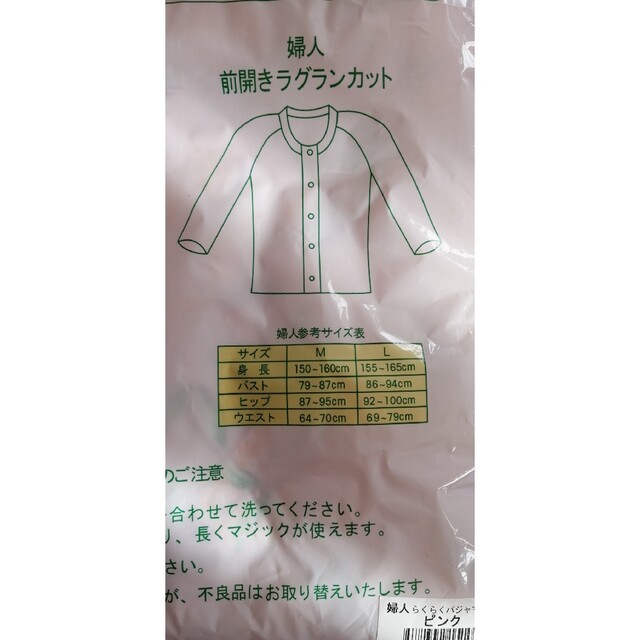 婦人
前開きラグランカット
婦人参考サイズ表
サイズ M L
身長 150~160cm 155~165cm
バスト 79~87cm 86~94cm
ヒップ 87~95cm 92~100cm
ウエスト 64~70cm 69~79cm
のご注意
合わせて洗ってください。
、長くマジックが使えます。
さい。
が、不良品はお取り替えいたします。
婦人らくらくパジャマ
ピンク